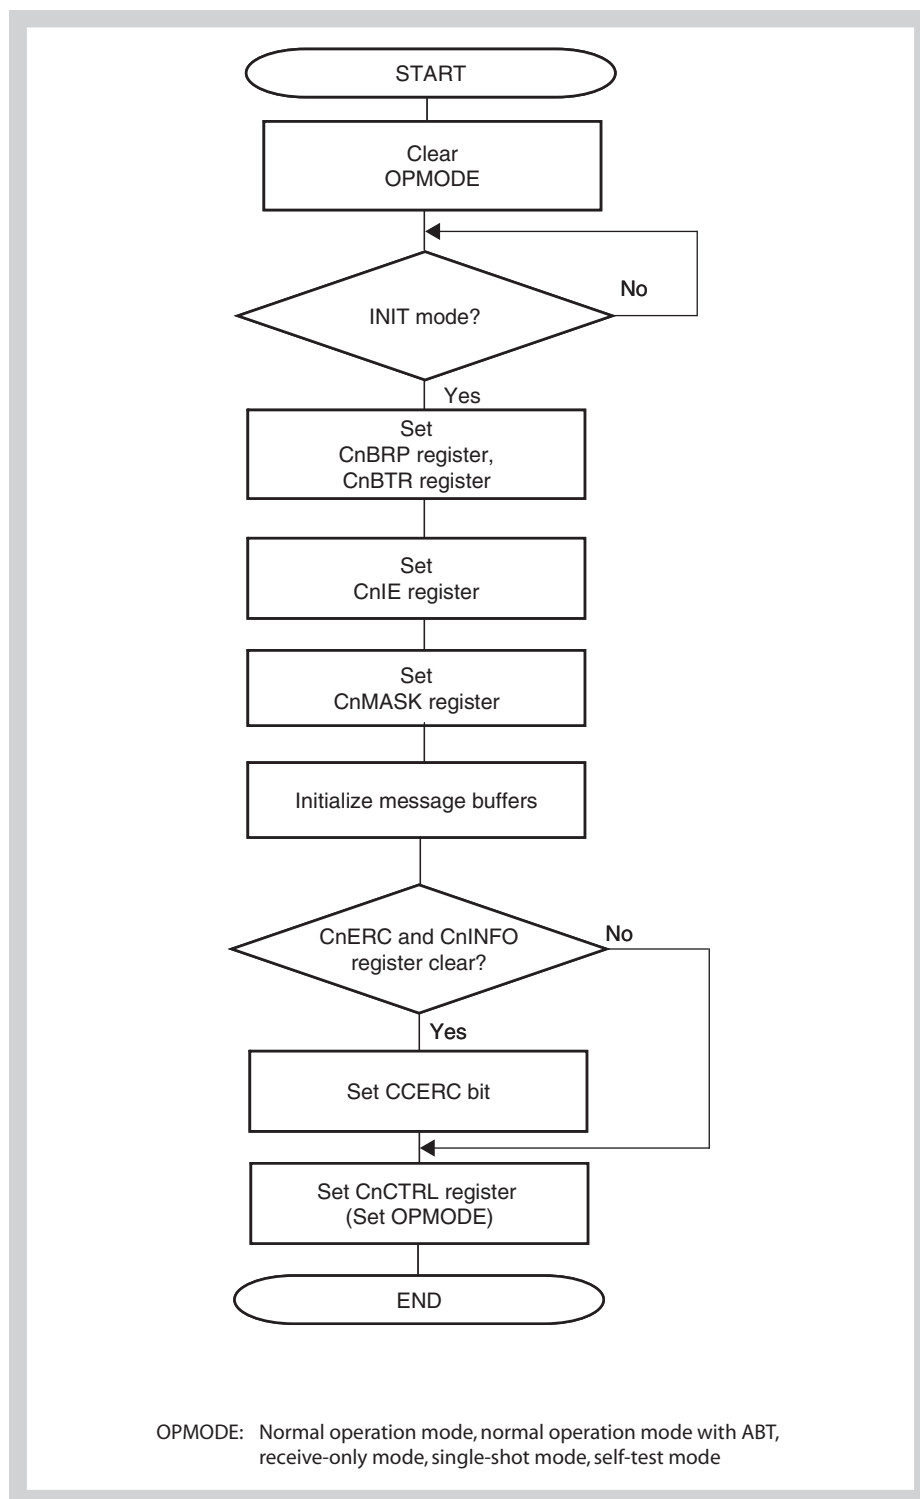 START
Clear
OPMODE
No
INIT mode?
Yes
Set
CnBRP register,
CnBTR register
Set
CnIE register
Set
CnMASK register
Initialize message buffers
CnERC and CnINFO
register clear?
No
Yes
Set CCERC bit
Set CnCTRL register
(Set OPMODE)
END
OPMODE: Normal operation mode, normal operation mode with ABT,
receive-only mode, single-shot mode, self-test mode